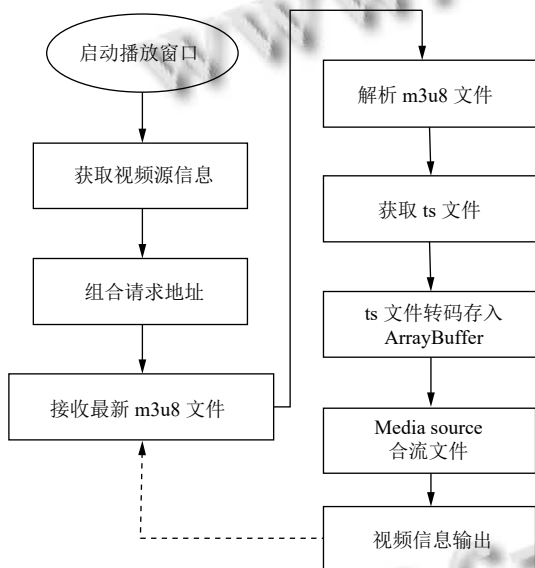 启动播放窗口
获取视频源信息
组合请求地址
接收最新 m3u8 文件
解析 m3u8 文件
获取 ts 文件
ts 文件转码存入
ArrayBuffer
Media source
合流文件
视频信息输出